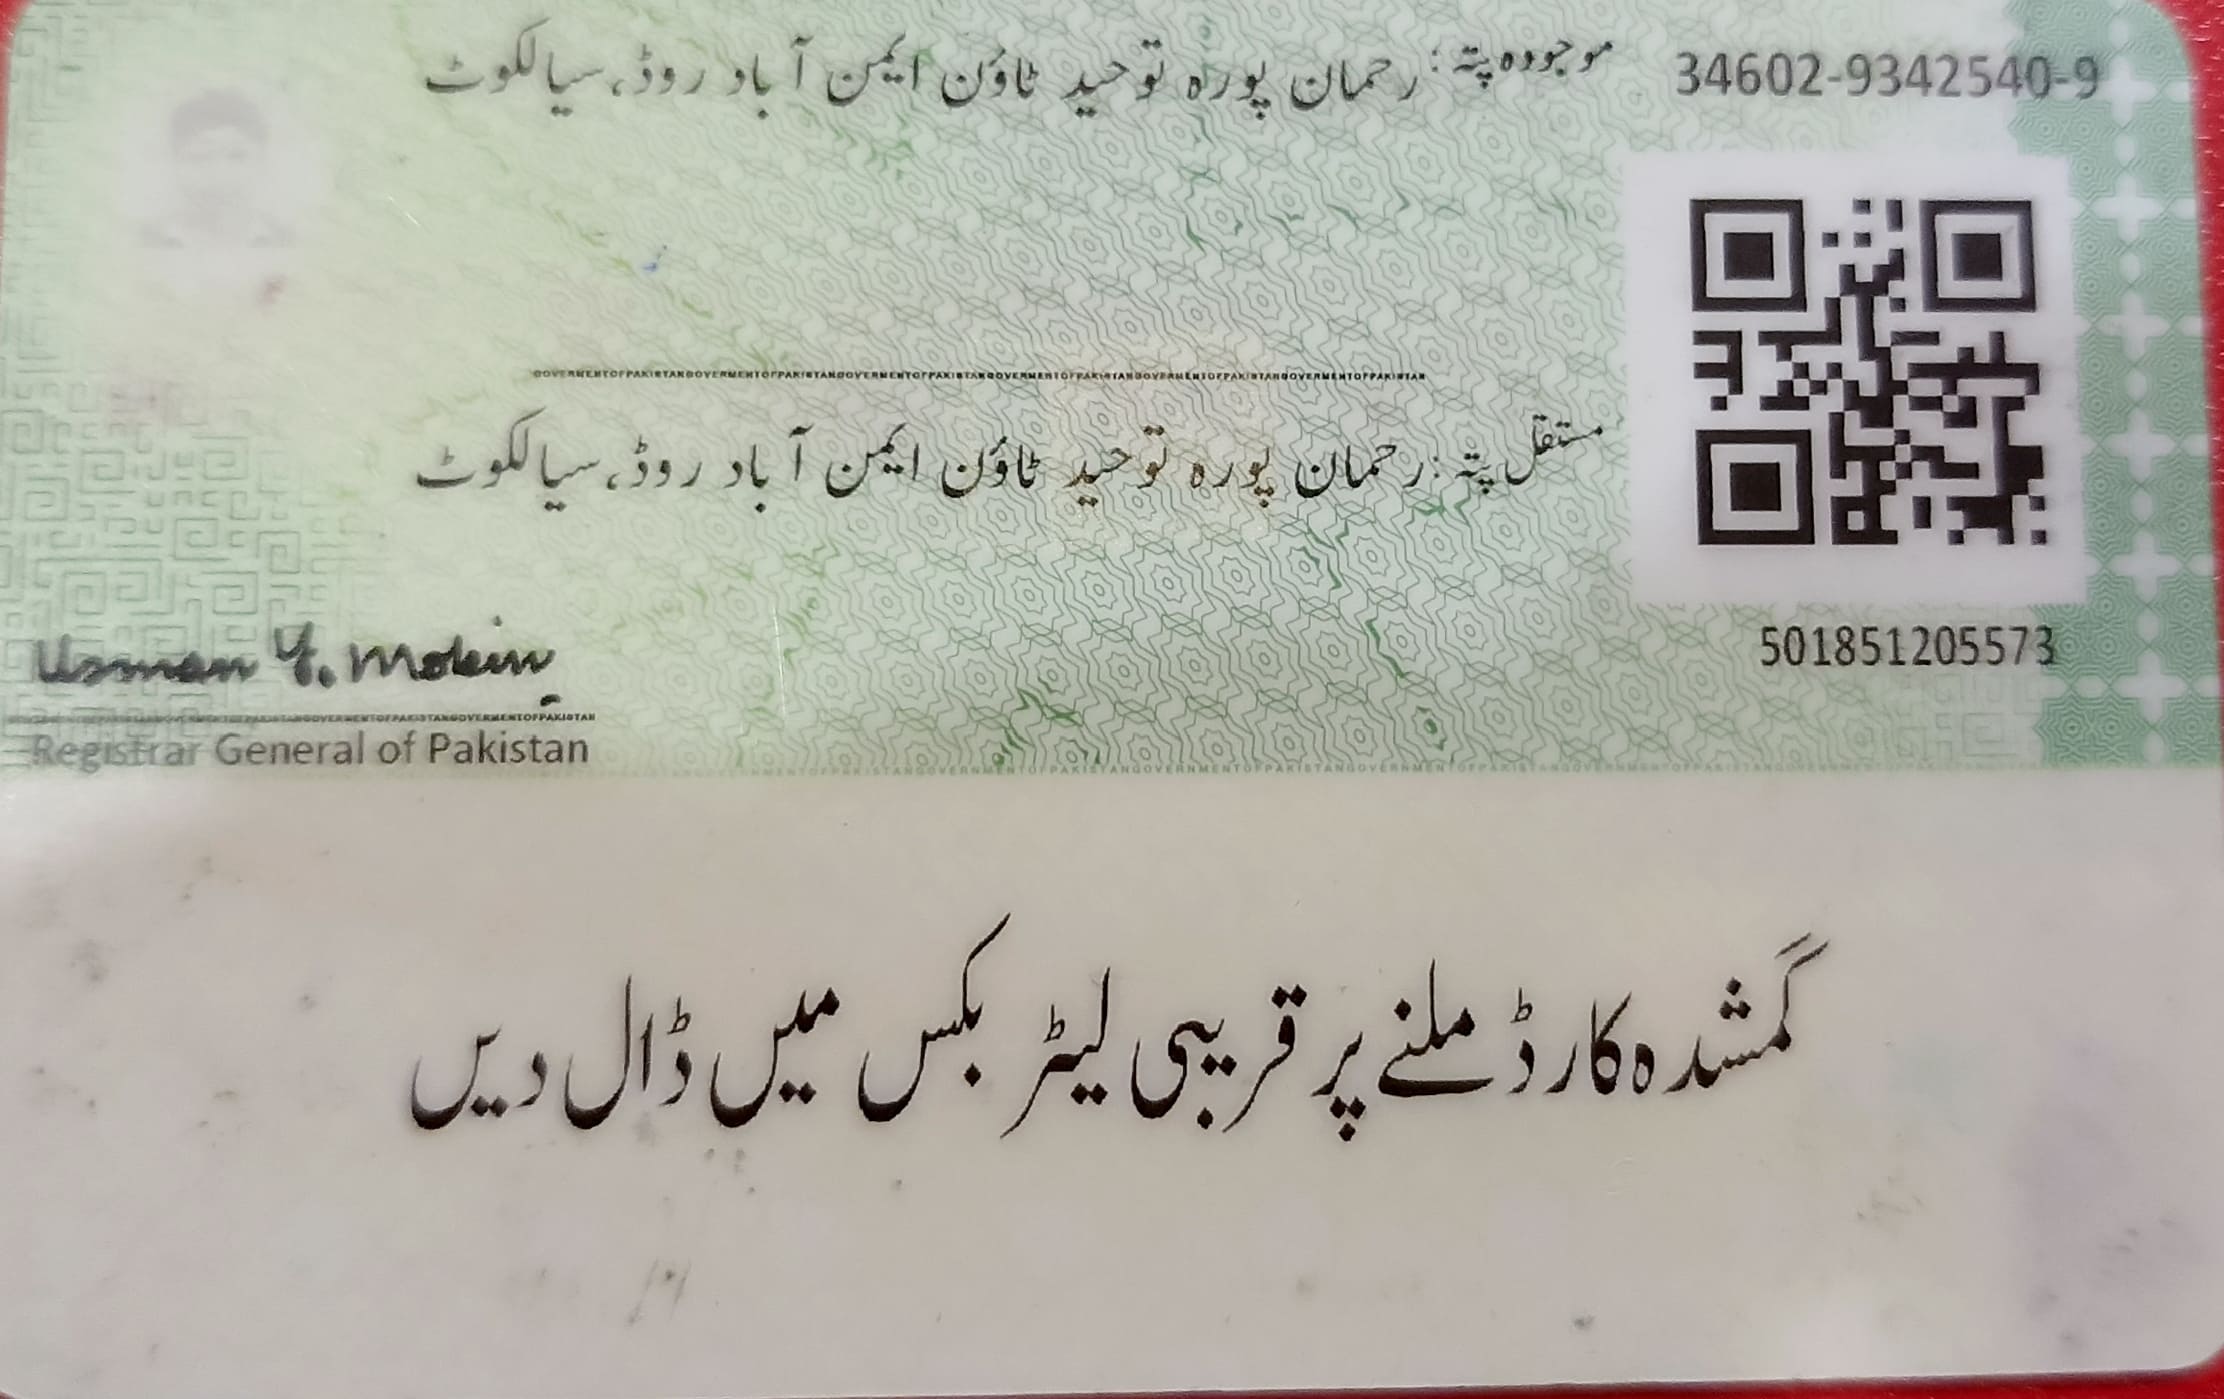 موجودہ پتہ: رحمان پورہ توحید ٹاؤن ایمن آباد روڈ، سیالکوٹ
34602-9342540-9
GOVERMENTOFPAKISTANGOVERMENTOFPAKISTANGOVERMENTOFPAKISTANGOVERMENTOFPAKISTANGOVERMENTOFPAKISTANGOVERMENTOFPAKISTAN
مستقل پتہ: رحمان پورہ توحید ٹاؤن ایمن آباد روڈ، سیالکوٹ
501851205573
Usman Y. Mobin
Registrar General of Pakistan
گمشدہ کارڈ ملنے پر قریبی لیٹر بکس میں ڈال دیں